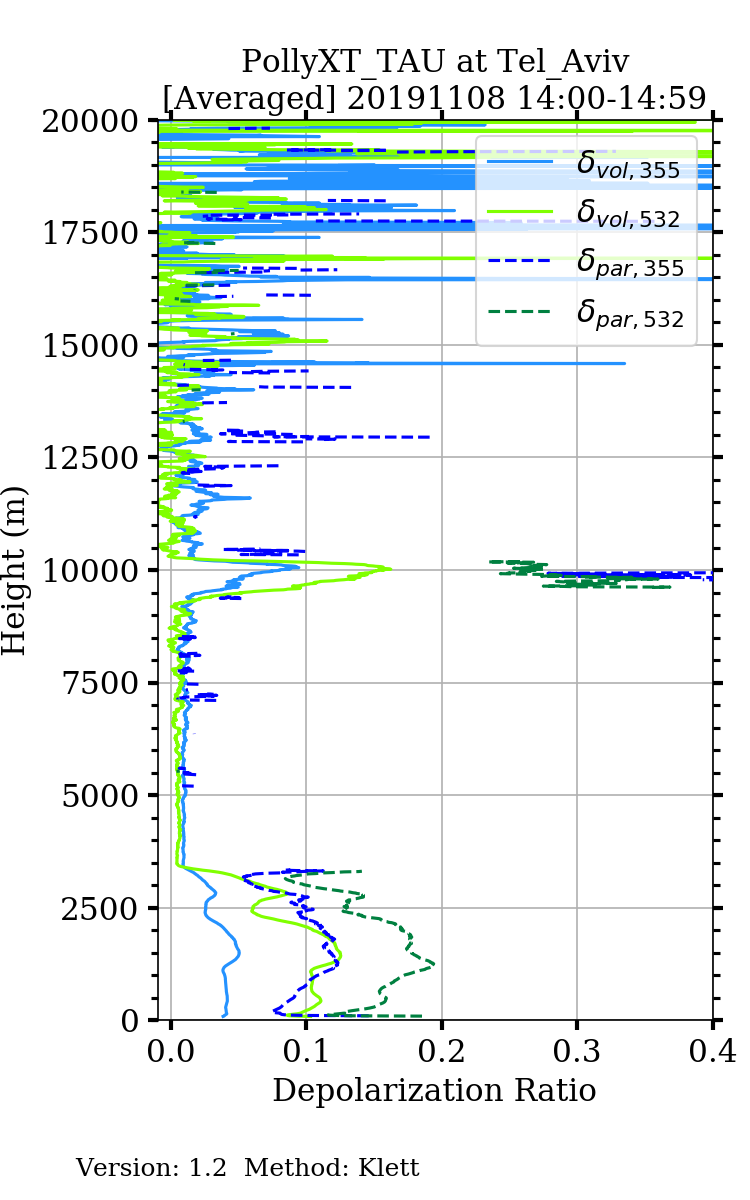 PollyXT_TAU at Tel_Aviv
[Averaged] 20191108 14:00-14:59
20000
17500
15000
12500
10000
7500
5000
2500
0
Height (m)
δvol, 355
δvol, 532
δpar, 355
δpar, 532
0.0 0.1 0.2 0.3 0.4
Depolarization Ratio
Version: 1.2 Method: Klett